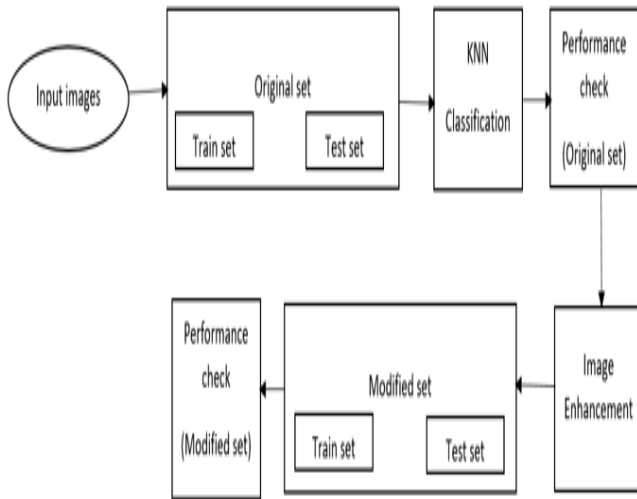 Input images
Original set
Train set
Test set
KNN
Classification
Performance
check
(Original set)
Image
Enhancement
Modified set
Train set
Test set
Performance
check
(Modified set)